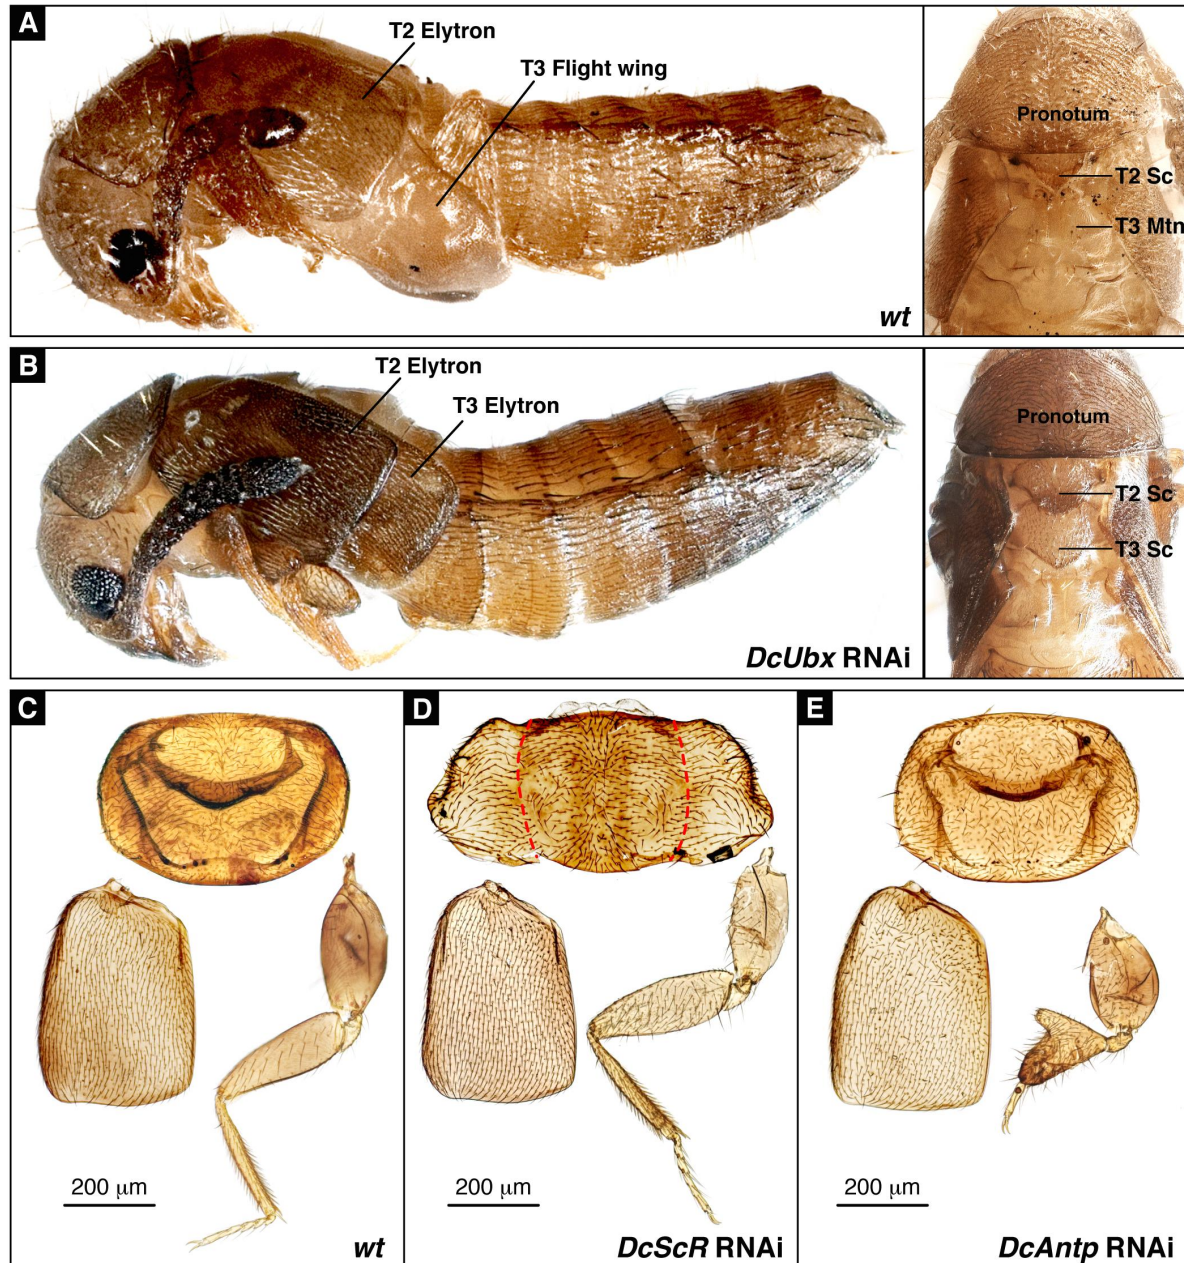 A
T2 Elytron
T3 Flight wing
wt
Pronotum
T2 Sc
T3 Mtn
B
T2 Elytron
T3 Elytron
DcUbx RNAi
Pronotum
T2 Sc
T3 Sc
C
200 µm
wt
D
200 µm
DcScR RNAi
E
200 µm
DcAntp RNAi